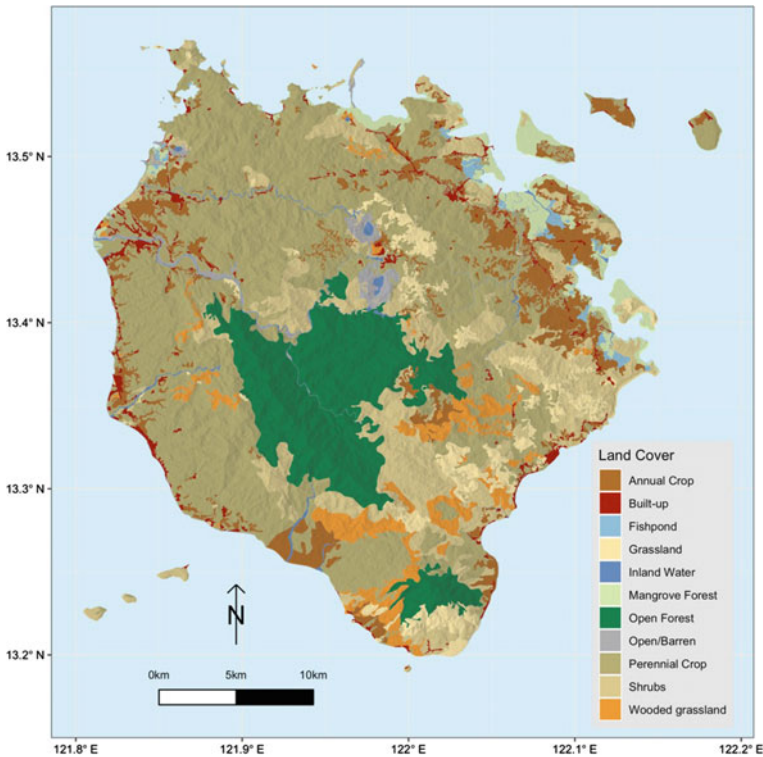 13.5° N
13.4° N
13.3° N
13.2° N
Land Cover
Annual Crop
Built-up
Fishpond
Grassland
Inland Water
Mangrove Forest
Open Forest
Open/Barren
Perennial Crop
Shrubs
Wooded grassland
N
0km 5km 10km
121.8° E 121.9° E 122° E 122.1° E 122.2° E